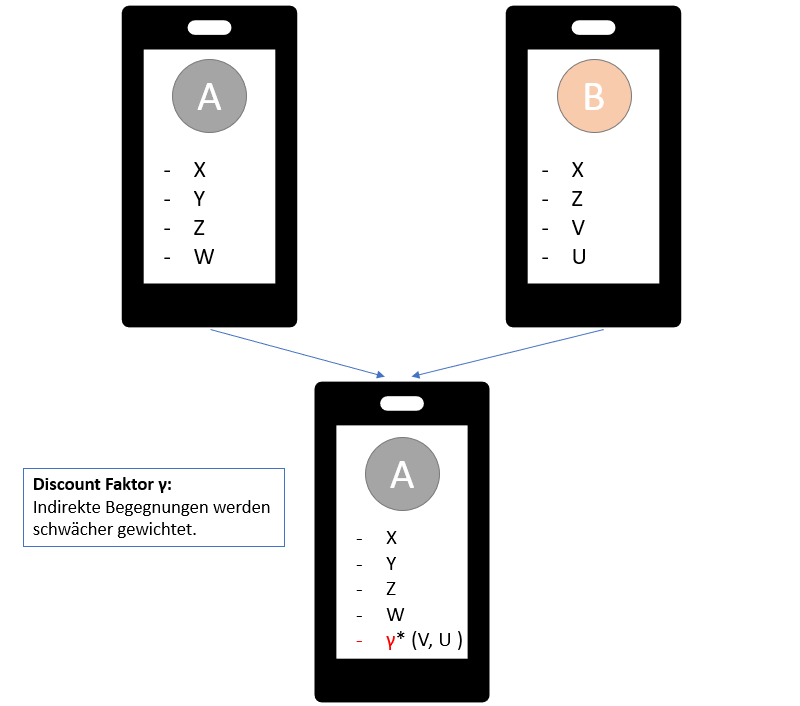 A
- X
- Y
- Z
- W
B
- X
- Z
- V
- U
Discount Faktor γ:
Indirekte Begegnungen werden
schwächer gewichtet.
A
- X
- Y
- Z
- W
- γ* (V, U )